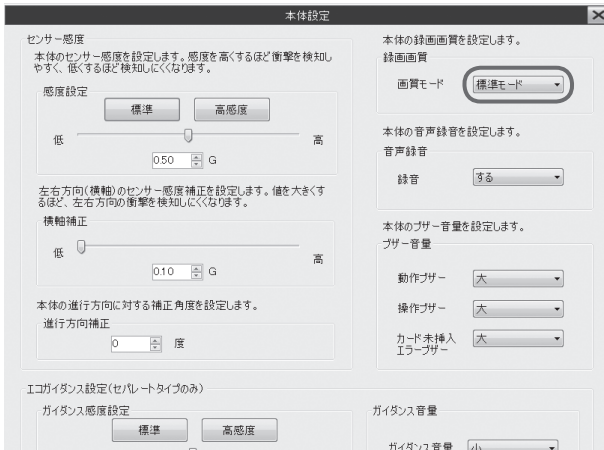 本体設定
センサー感度
本体のセンサー感度を設定します。感度を高くするほど衝撃を検知し
やすく、低くするほど検知しにくくなります。
感度設定
標準 高感度
低 高
0.50 G
左右方向(横軸)のセンサー感度補正を設定します。値を大きくす
るほど、左右方向の衝撃を検知しにくくなります。
横軸補正
低 高
0.10 G
本体の進行方向に対する補正角度を設定します。
進行方向補正
0 度
本体の録画画質を設定します。
録画画質
画質モード 標準モード
本体の音声録音を設定します。
音声録音
録音 する
本体のブザー音量を設定します。
ブザー音量
動作ブザー 大
操作ブザー 大
カード未挿入 大
エラーブザー
エコガイダンス設定(セパレートタイプのみ)
ガイダンス感度設定
標準 高感度
ガイダンス音量
ガイダンス音量 小